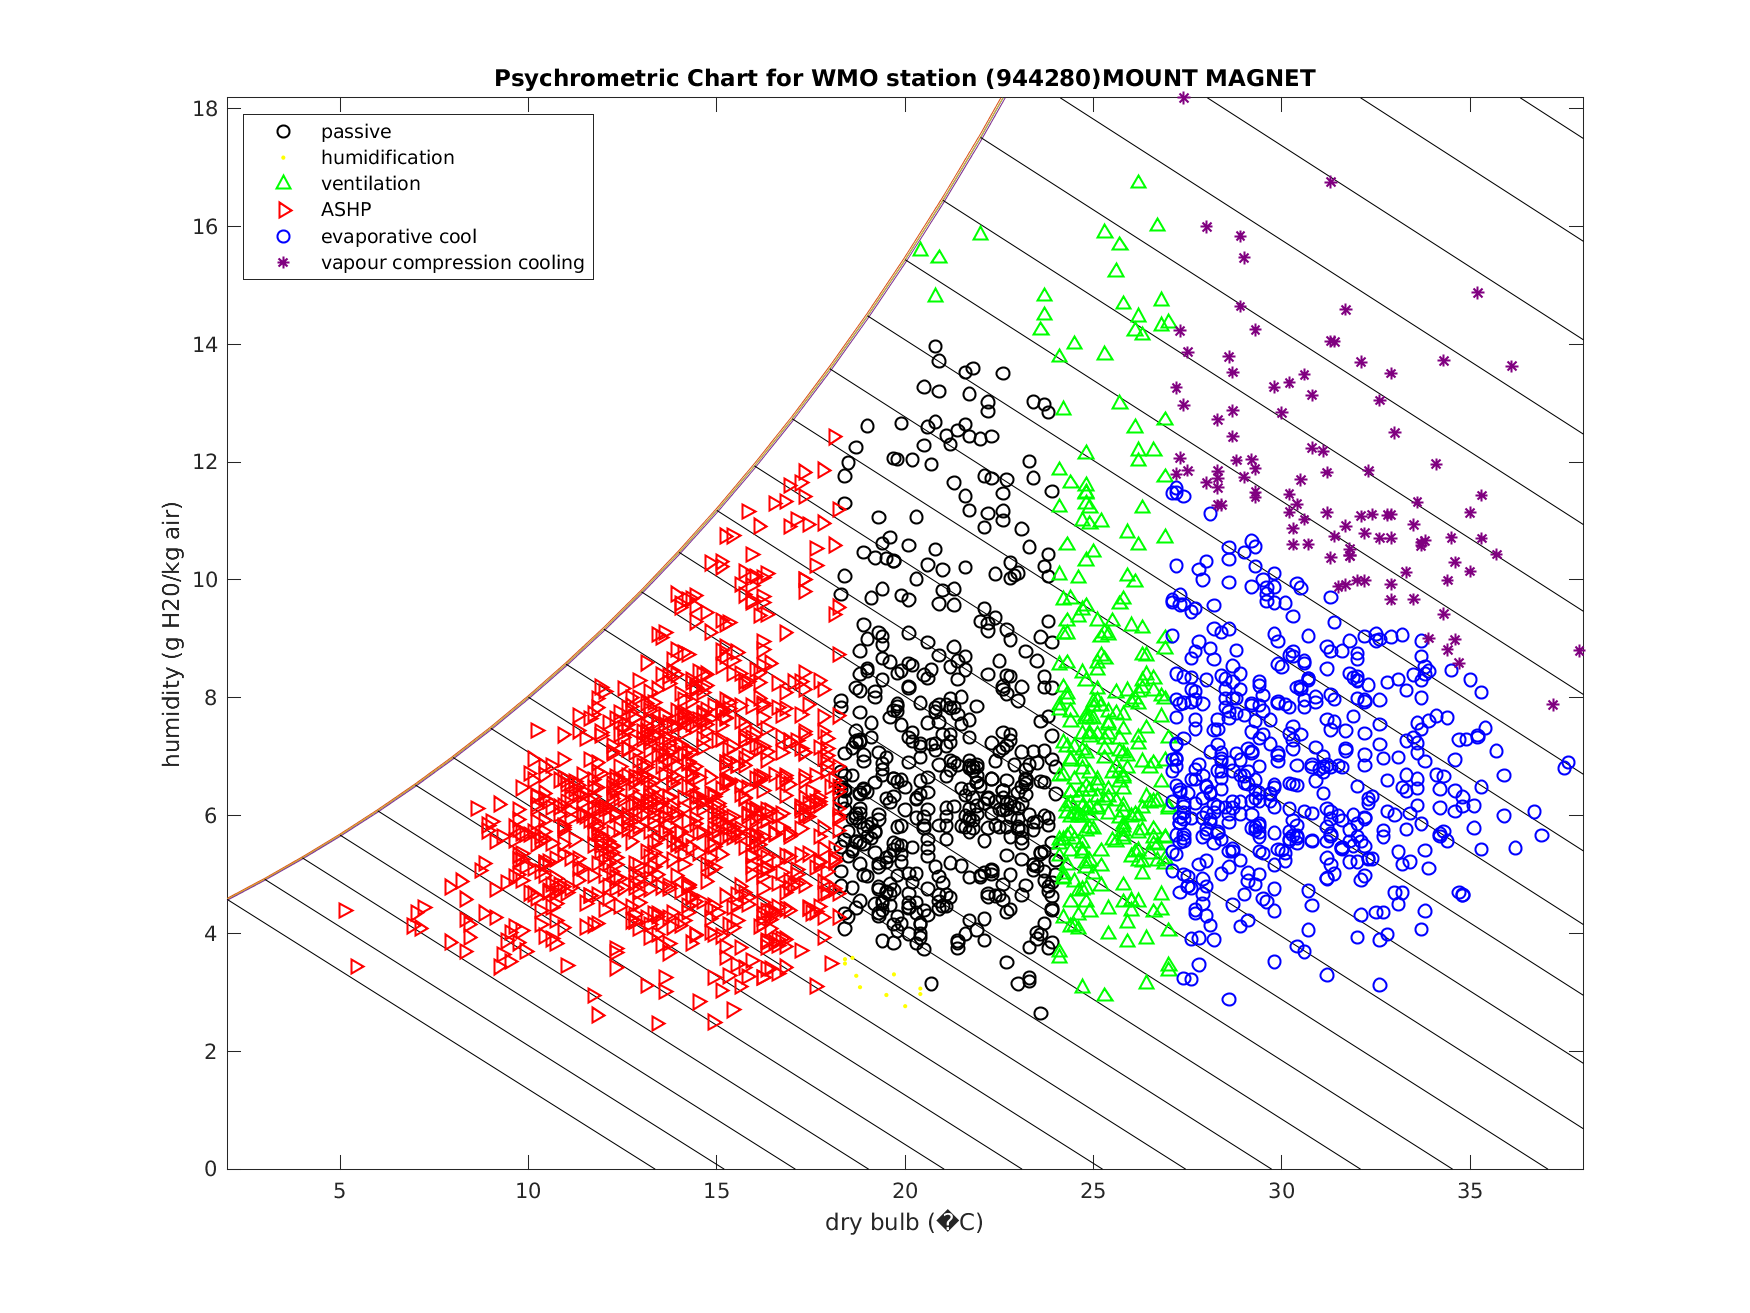 Psychrometric Chart for WMO station (944280)MOUNT MAGNET
18
16
14
12
10
8
6
4
2
0
humidity (g H20/kg air)
passive
humidification
ventilation
ASHP
evaporative cool
vapour compression cooling
5
10
15
20
25
30
35
dry bulb (�C)